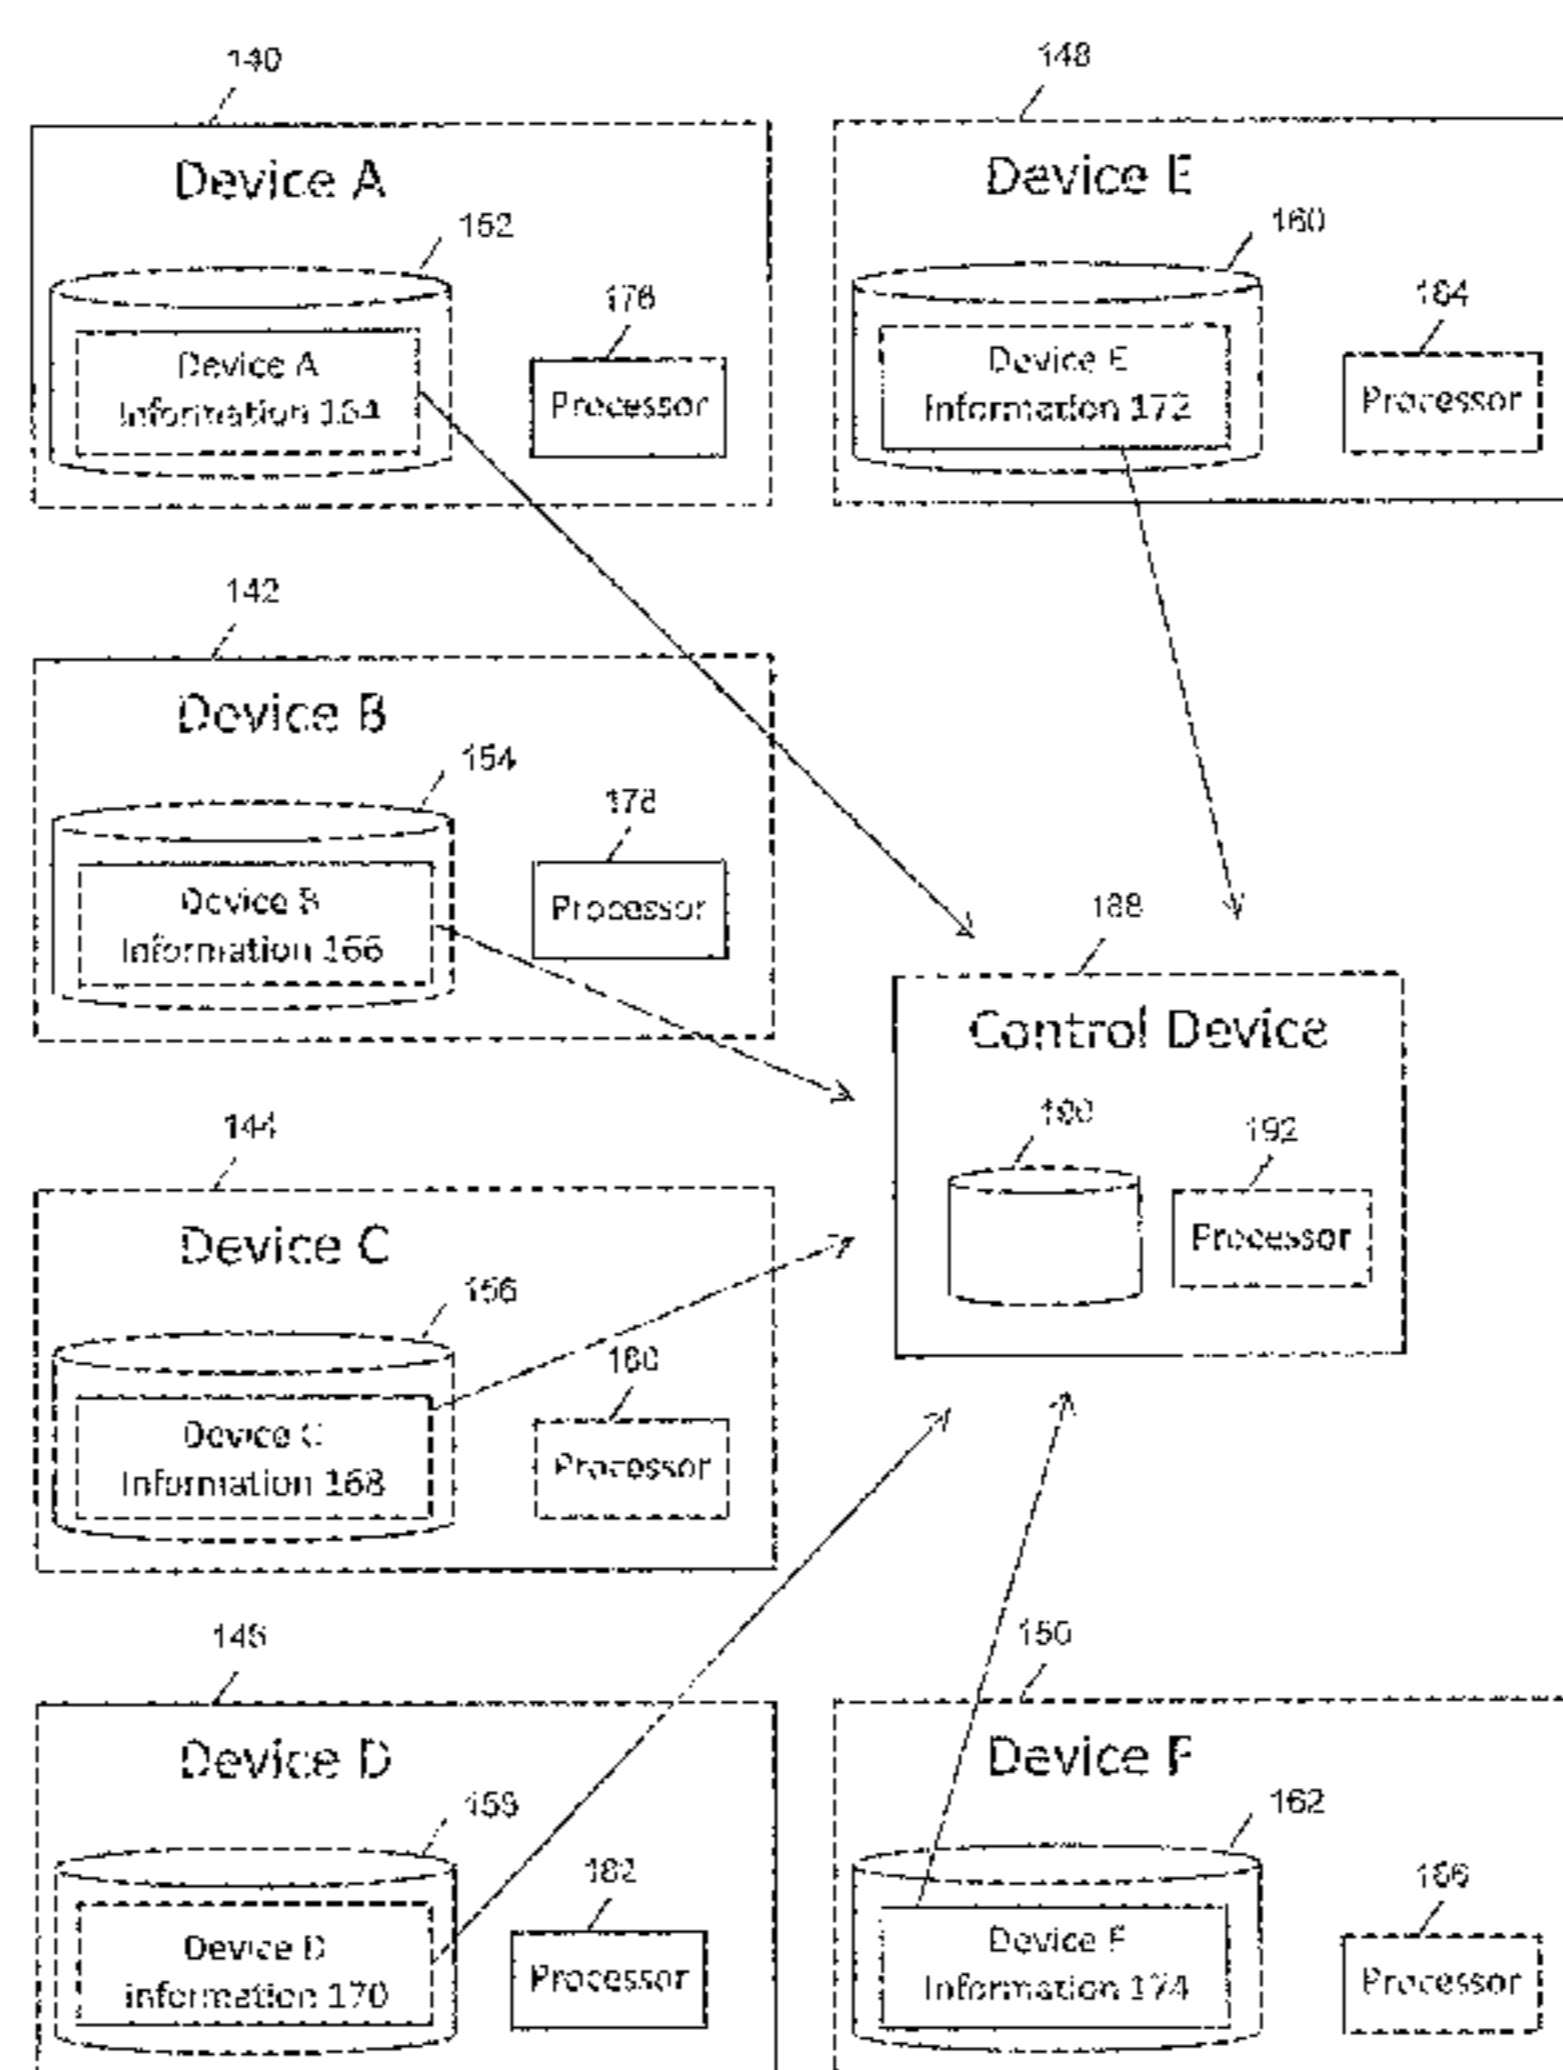 140
Device A
152
176
Device A
Information 164
Processor
148
Device E
160
184
Device E
Information 172
Processor
142
Device B
154
178
Device B
Information 166
Processor
188
Control Device
190
192
Processor
144
Device C
156
180
Device C
Information 168
Processor
146
Device D
158
182
Device D
information 170
Processor
150
Device F
162
186
Device F
Information 174
Processor